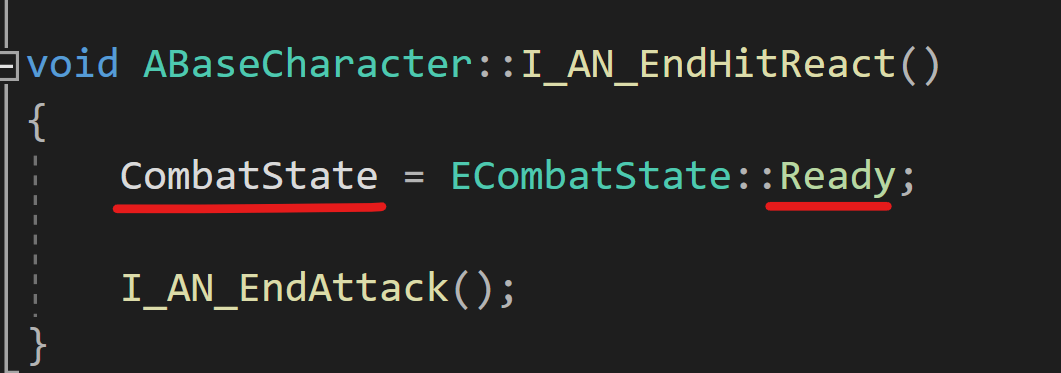 void ABaseCharacter::I_AN_EndHitReact()
{
CombatState = ECombatState::Ready;
I_AN_EndAttack();
}